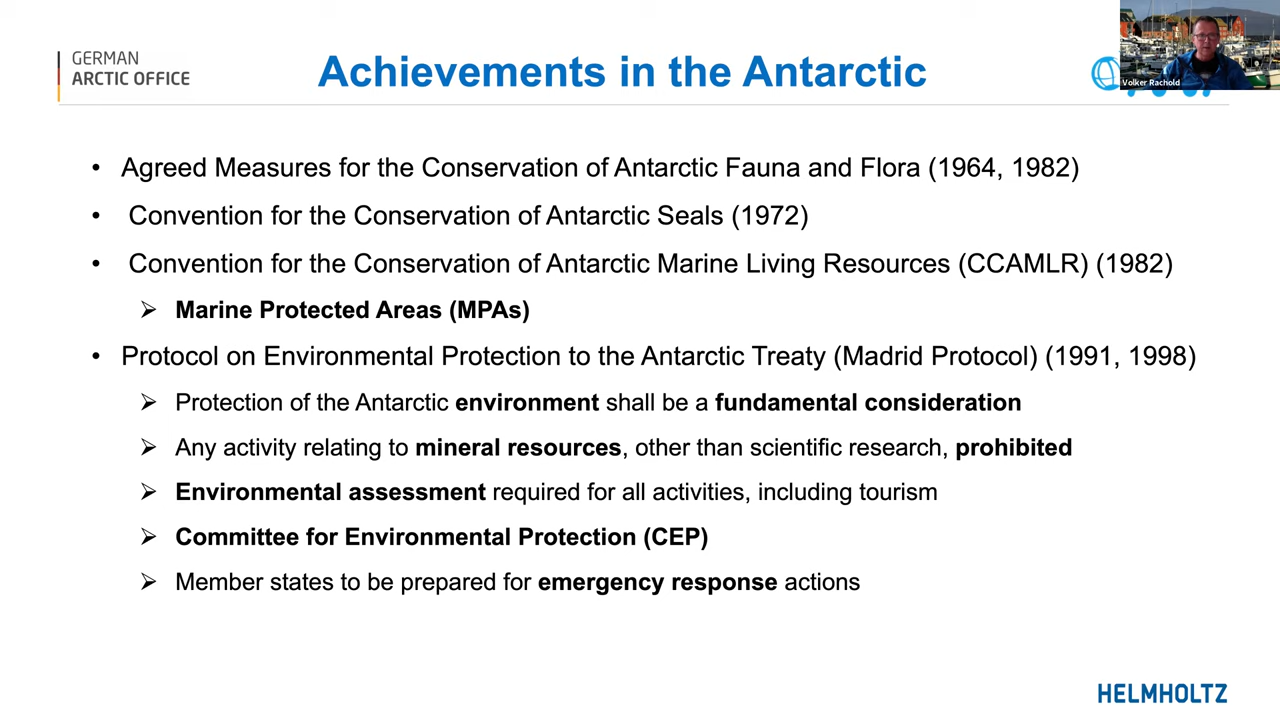 GERMAN
ARCTIC OFFICE
Achievements in the Antarctic
Volker Rachold
• Agreed Measures for the Conservation of Antarctic Fauna and Flora (1964, 1982)
• Convention for the Conservation of Antarctic Seals (1972)
• Convention for the Conservation of Antarctic Marine Living Resources (CCAMLR) (1982)
➢ Marine Protected Areas (MPAs)
• Protocol on Environmental Protection to the Antarctic Treaty (Madrid Protocol) (1991, 1998)
➢ Protection of the Antarctic environment shall be a fundamental consideration
➢ Any activity relating to mineral resources, other than scientific research, prohibited
➢ Environmental assessment required for all activities, including tourism
➢ Committee for Environmental Protection (CEP)
➢ Member states to be prepared for emergency response actions
HELMHOLTZ